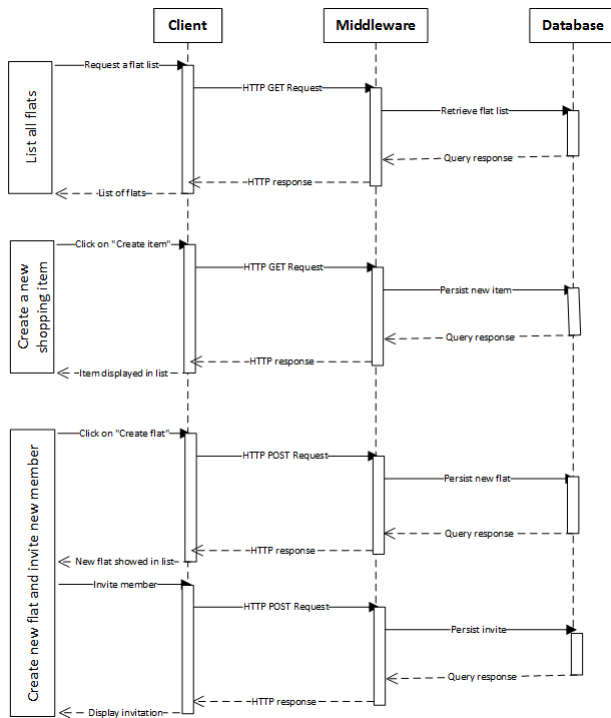 Client
Middleware
Database
List all flats
Request a flat list
HTTP GET Request
Retrieve flat list
Query response
HTTP response
List of flats
Create a new
shopping item
Click on "Create item"
HTTP GET Request
Persist new item
Query response
HTTP response
Item displayed in list
Create new flat and invite new member
Click on "Create flat"
HTTP POST Request
Persist new flat
Query response
HTTP response
New flat showed in list
Invite member
HTTP POST Request
Persist invite
Query response
HTTP response
Display invitation